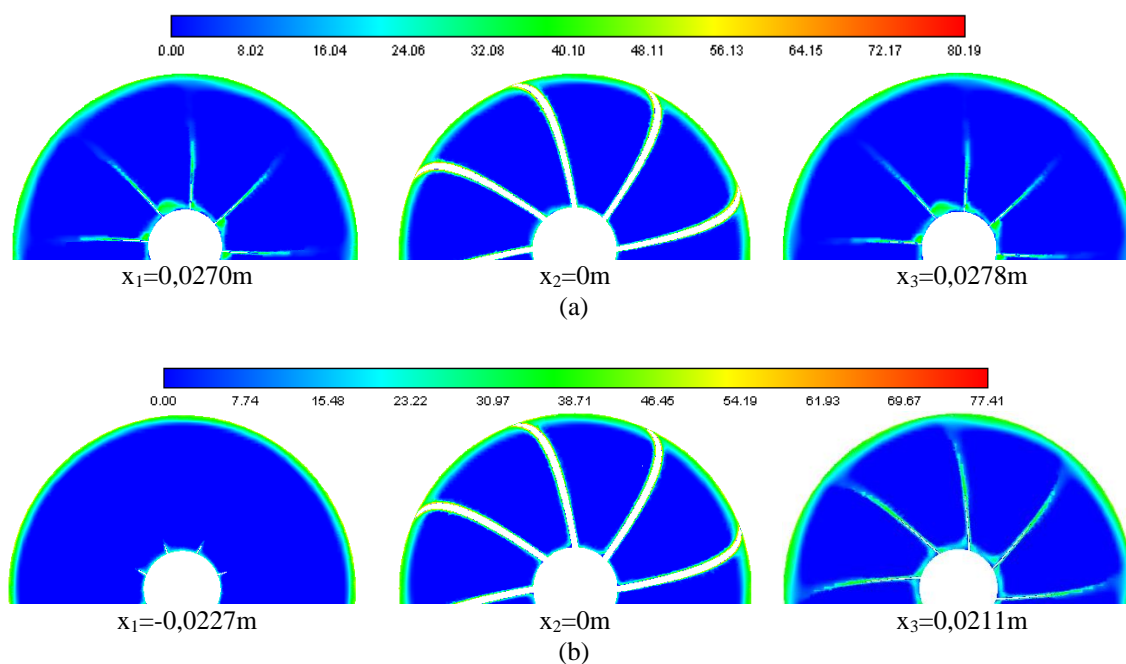 0.00 8.02 16.04 24.06 32.08 40.10 48.11 56.13 64.15 72.17 80.19
x₁=0,0270m x₂=0m x₃=0,0278m
(a)
0.00 7.74 15.48 23.22 30.97 38.71 46.45 54.19 61.93 69.67 77.41
x₁=-0,0227m x₂=0m x₃=0,0211m
(b)